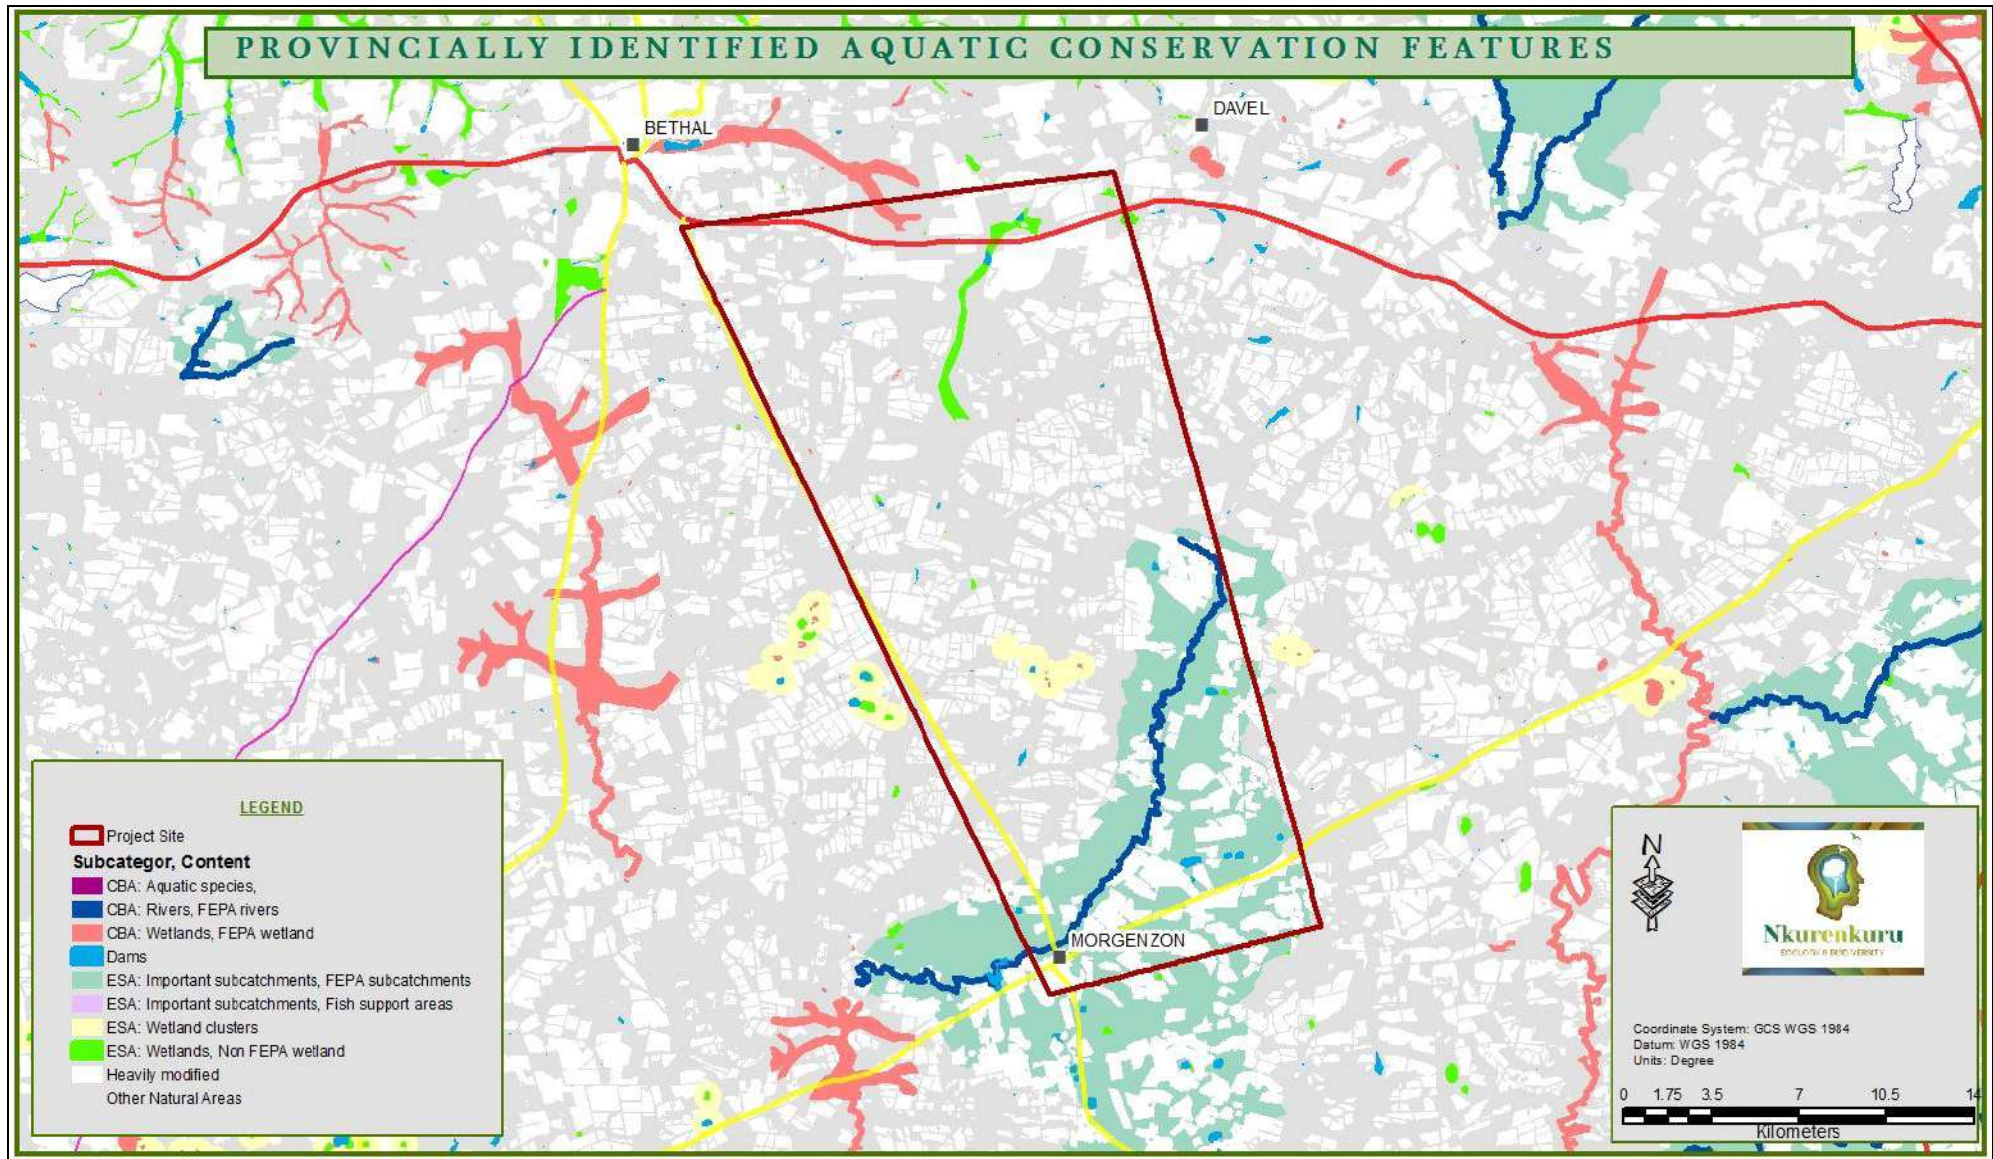 PROVINCIALLY IDENTIFIED AQUATIC CONSERVATION FEATURES
DAVEL
BETHAL
MORGENZON
LEGEND
Project Site
Subcategor, Content
CBA: Aquatic species,
CBA: Rivers, FEPA rivers
CBA: Wetlands, FEPA wetland
Dams
ESA: Important subcatchments, FEPA subcatchments
ESA: Important subcatchments, Fish support areas
ESA: Wetland clusters
ESA: Wetlands, Non FEPA wetland
Heavily modified
Other Natural Areas
N
Nkurenkuru
ECOLOGY & BIODIVERSITY
Coordinate System: GCS WGS 1984
Datum: WGS 1984
Units: Degree
0 1.75 3.5 7 10.5 14
Kilometers